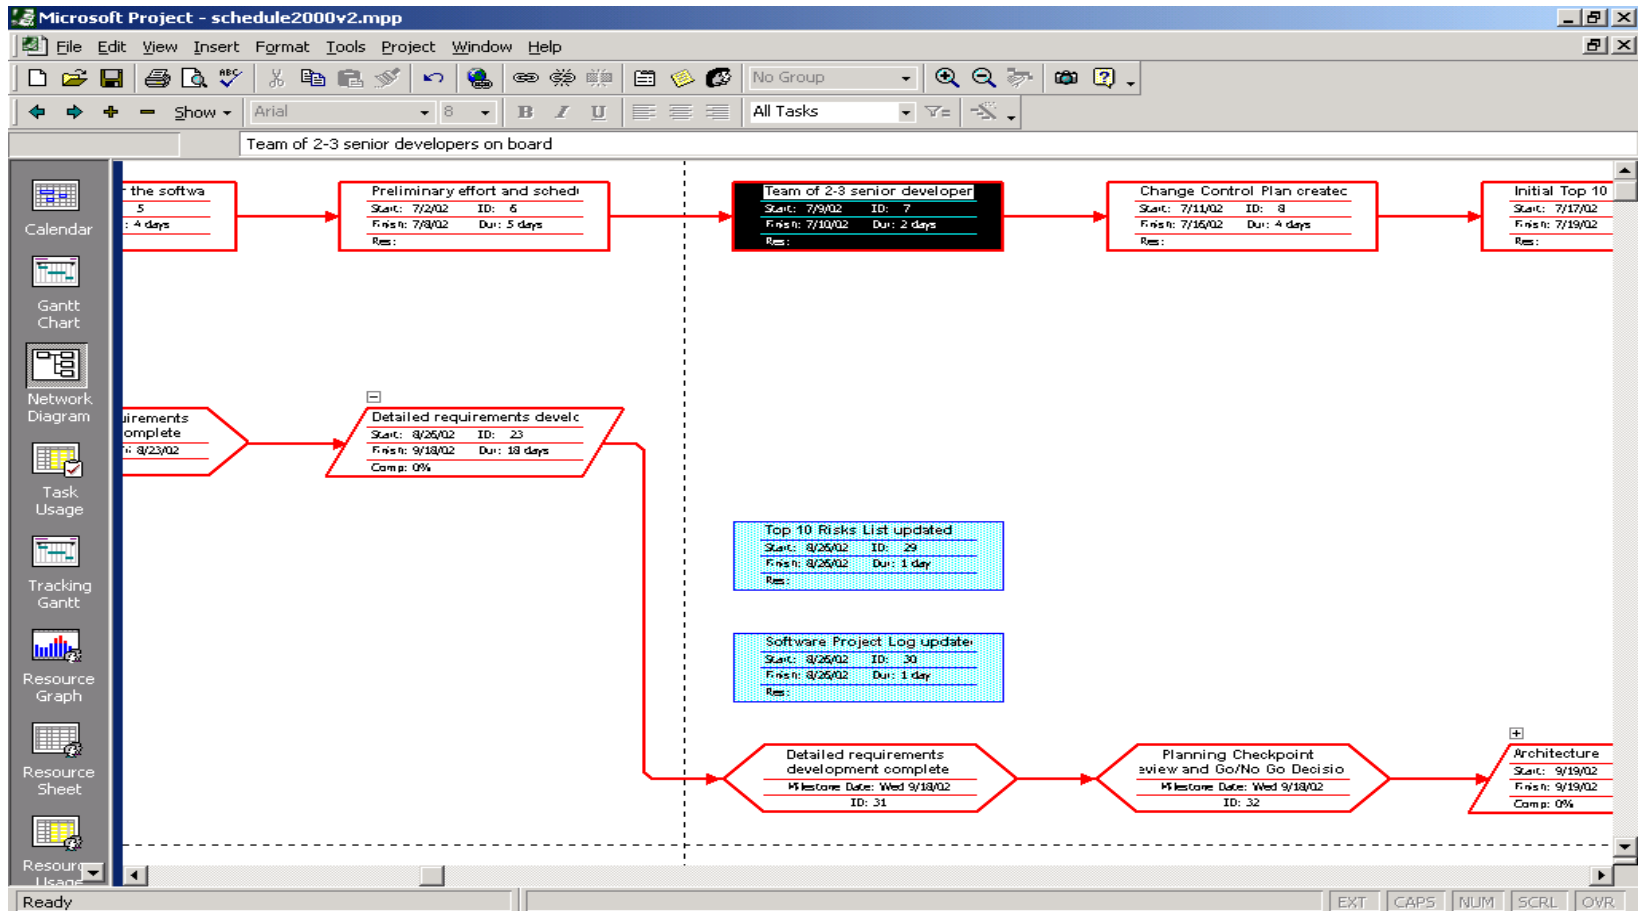 Microsoft Project - schedule2000v2.mpp
File Edit View Insert Format Tools Project Window Help
ABC
No Group
Show
Arial
8
B I U
All Tasks
Team of 2-3 senior developers on board
Calendar
Gantt
Chart
Network
Diagram
Task
Usage
Tracking
Gantt
Resource
Graph
Resource
Sheet
Resource
Usage
the softwa
5
: 4 days
Preliminary effort and sched
Start: 7/2/02 ID: 6
Finish: 7/8/02 Dur: 5 days
Res:
Team of 2-3 senior developer
Start: 7/9/02 ID: 7
Finish: 7/10/02 Dur: 2 days
Res:
Change Control Plan created
Start: 7/11/02 ID: 8
Finish: 7/16/02 Dur: 4 days
Res:
Initial Top 10
Start: 7/17/02
Finish: 7/19/02
Res:
uirements
omplete
8/23/02
Detailed requirements develc
Start: 8/26/02 ID: 23
Finish: 9/18/02 Dur: 18 days
Comp: 0%
Top 10 Risks List updated
Start: 8/26/02 ID: 29
Finish: 8/26/02 Dur: 1 day
Res:
Software Project Log update
Start: 8/26/02 ID: 30
Finish: 8/26/02 Dur: 1 day
Res:
Detailed requirements
development complete
Milestone Date: Wed 9/18/02
ID: 31
Planning Checkpoint
eview and Go/No Go Decisio
Milestone Date: Wed 9/18/02
ID: 32
Architecture
Start: 9/19/02
Finish: 9/19/02
Comp: 0%
Ready
EXT CAPS NUM SCRL OVR